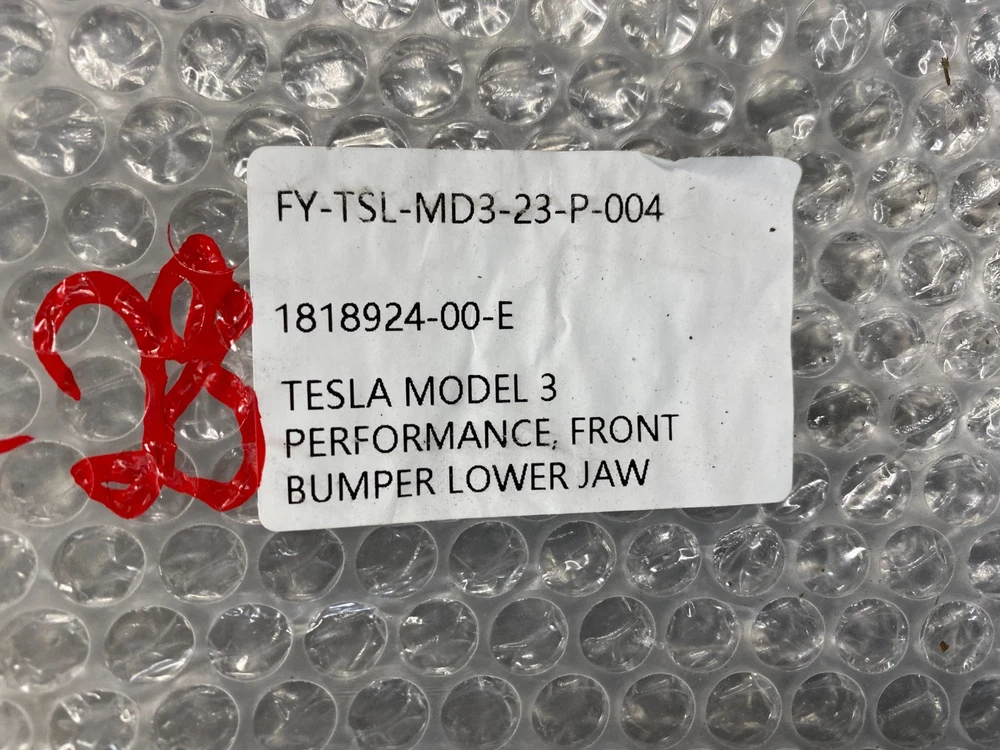 FY-TSL-MD3-23-P-004
1818924-00-E
TESLA MODEL 3
PERFORMANCE, FRONT
BUMPER LOWER JAW